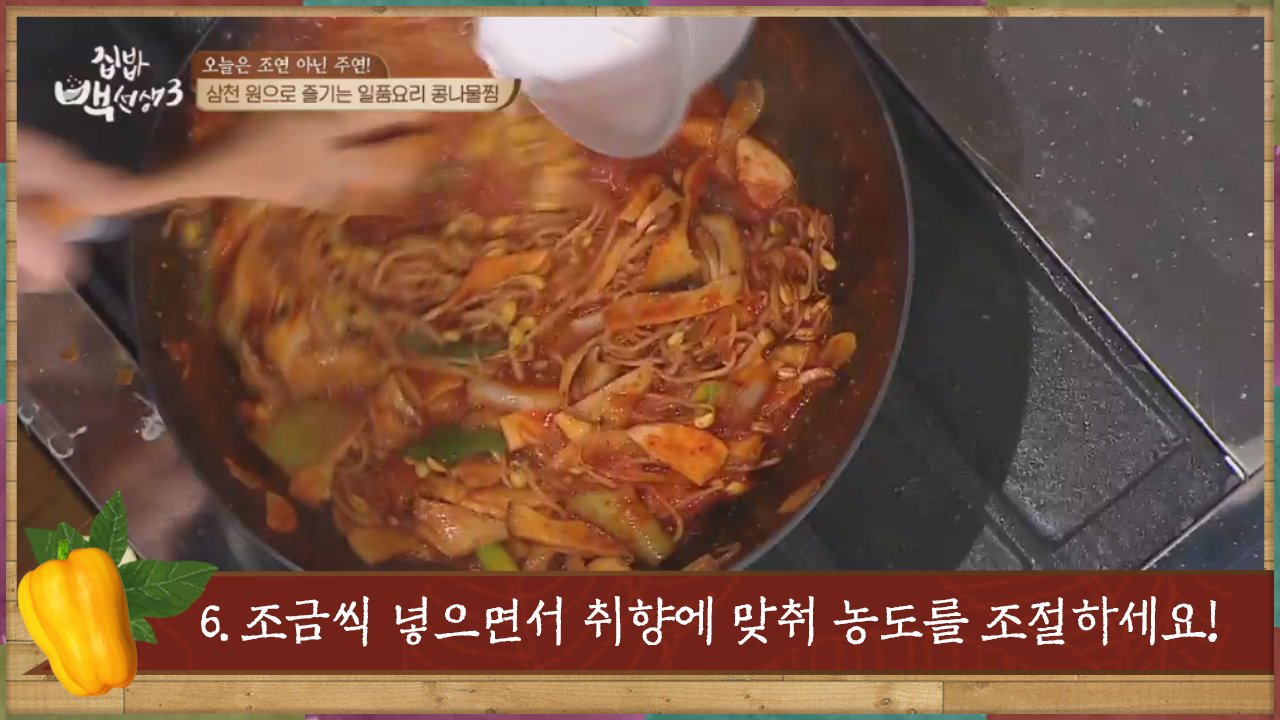 집밥
백선생3
오늘은 조연 아닌 주연!
삼천 원으로 즐기는 일품요리 콩나물찜
6. 조금씩 넣으면서 취향에 맞춰 농도를 조절하세요!